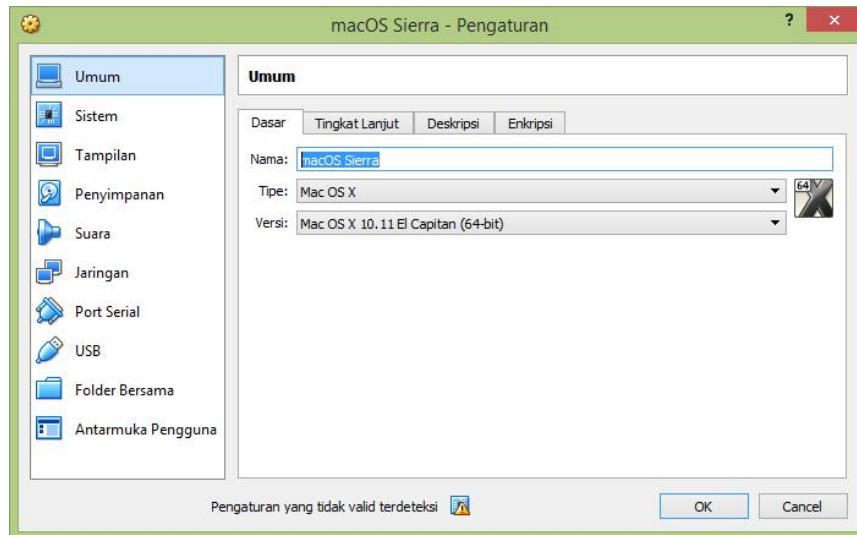 macOS Sierra - Pengaturan
?
×
Umum
Sistem
Tampilan
Penyimpanan
Suara
Jaringan
Port Serial
USB
Folder Bersama
Antarmuka Pengguna
Umum
Dasar Tingkat Lanjut Deskripsi Enkripsi
Nama: macOS Sierra
Tipe: Mac OS X
64
Versi: Mac OS X 10.11 El Capitan (64-bit)
Pengaturan yang tidak valid terdeteksi
OK Cancel